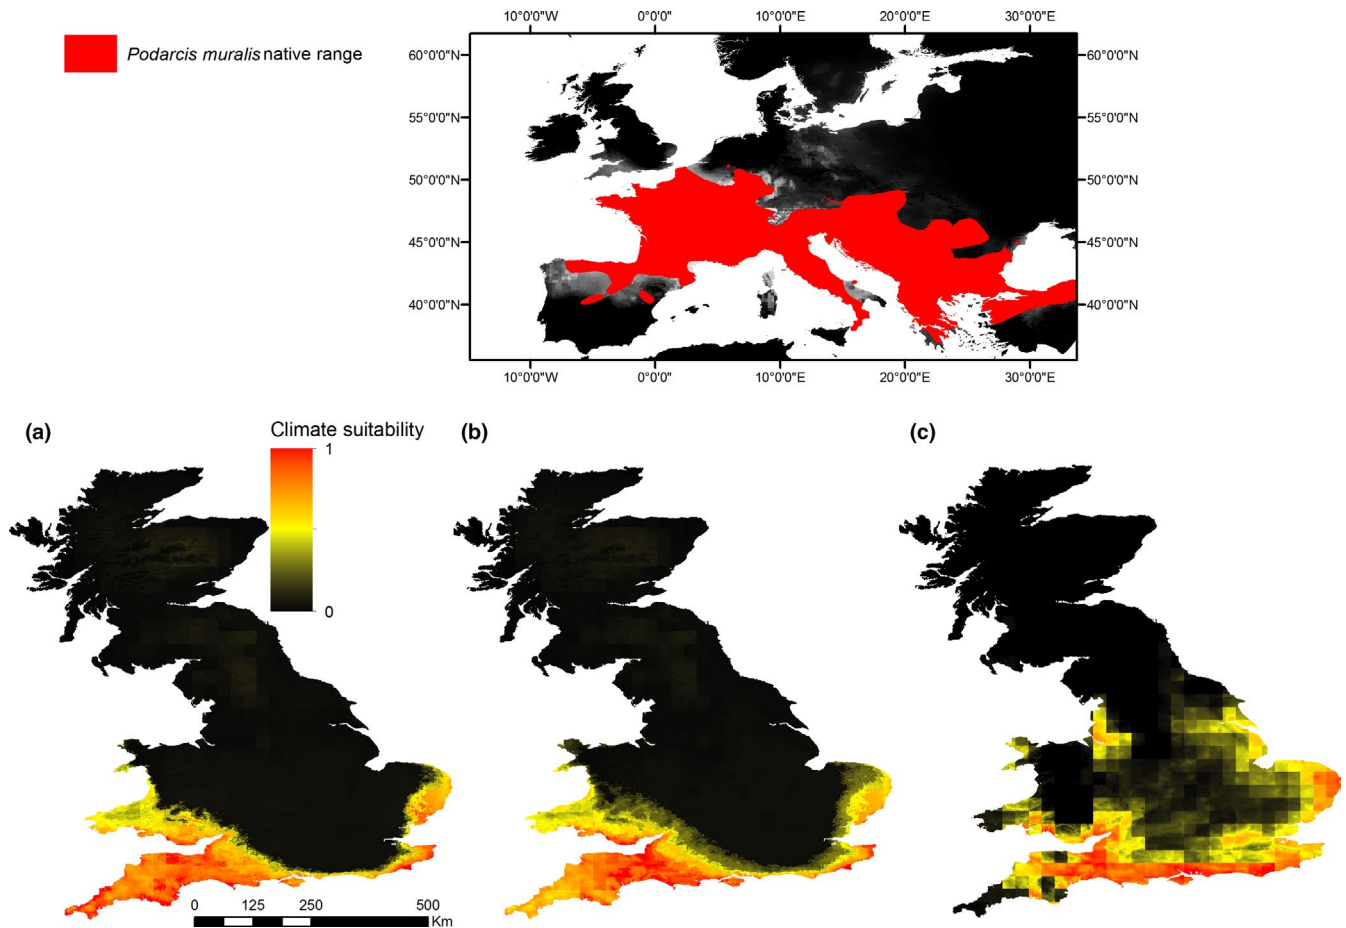 10°0'0"W 0°0'0" 10°0'0"E 20°0'0"E 30°0'0"E
Podarcis muralis native range
60°0'0"N 60°0'0"N
55°0'0"N 55°0'0"N
50°0'0"N 50°0'0"N
45°0'0"N 45°0'0"N
40°0'0"N 40°0'0"N
10°0'0"W 0°0'0" 10°0'0"E 20°0'0"E 30°0'0"E
(a) Climate suitability (b) (c)
1
0
0 125 250 500
Km